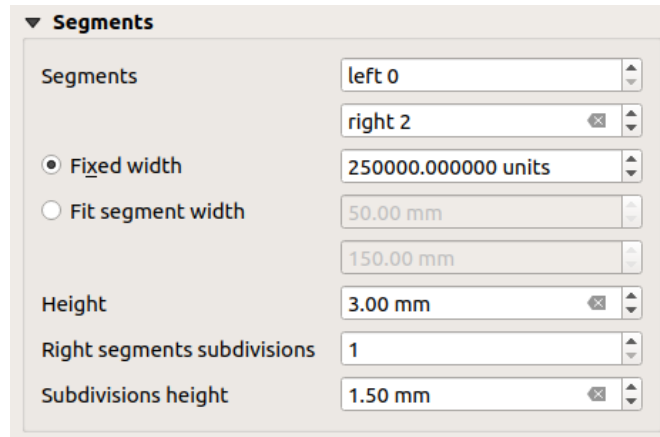 Segments
Segments left 0
right 2
Fixed width 250000.000000 units
Fit segment width 50.00 mm
150.00 mm
Height 3.00 mm
Right segments subdivisions 1
Subdivisions height 1.50 mm